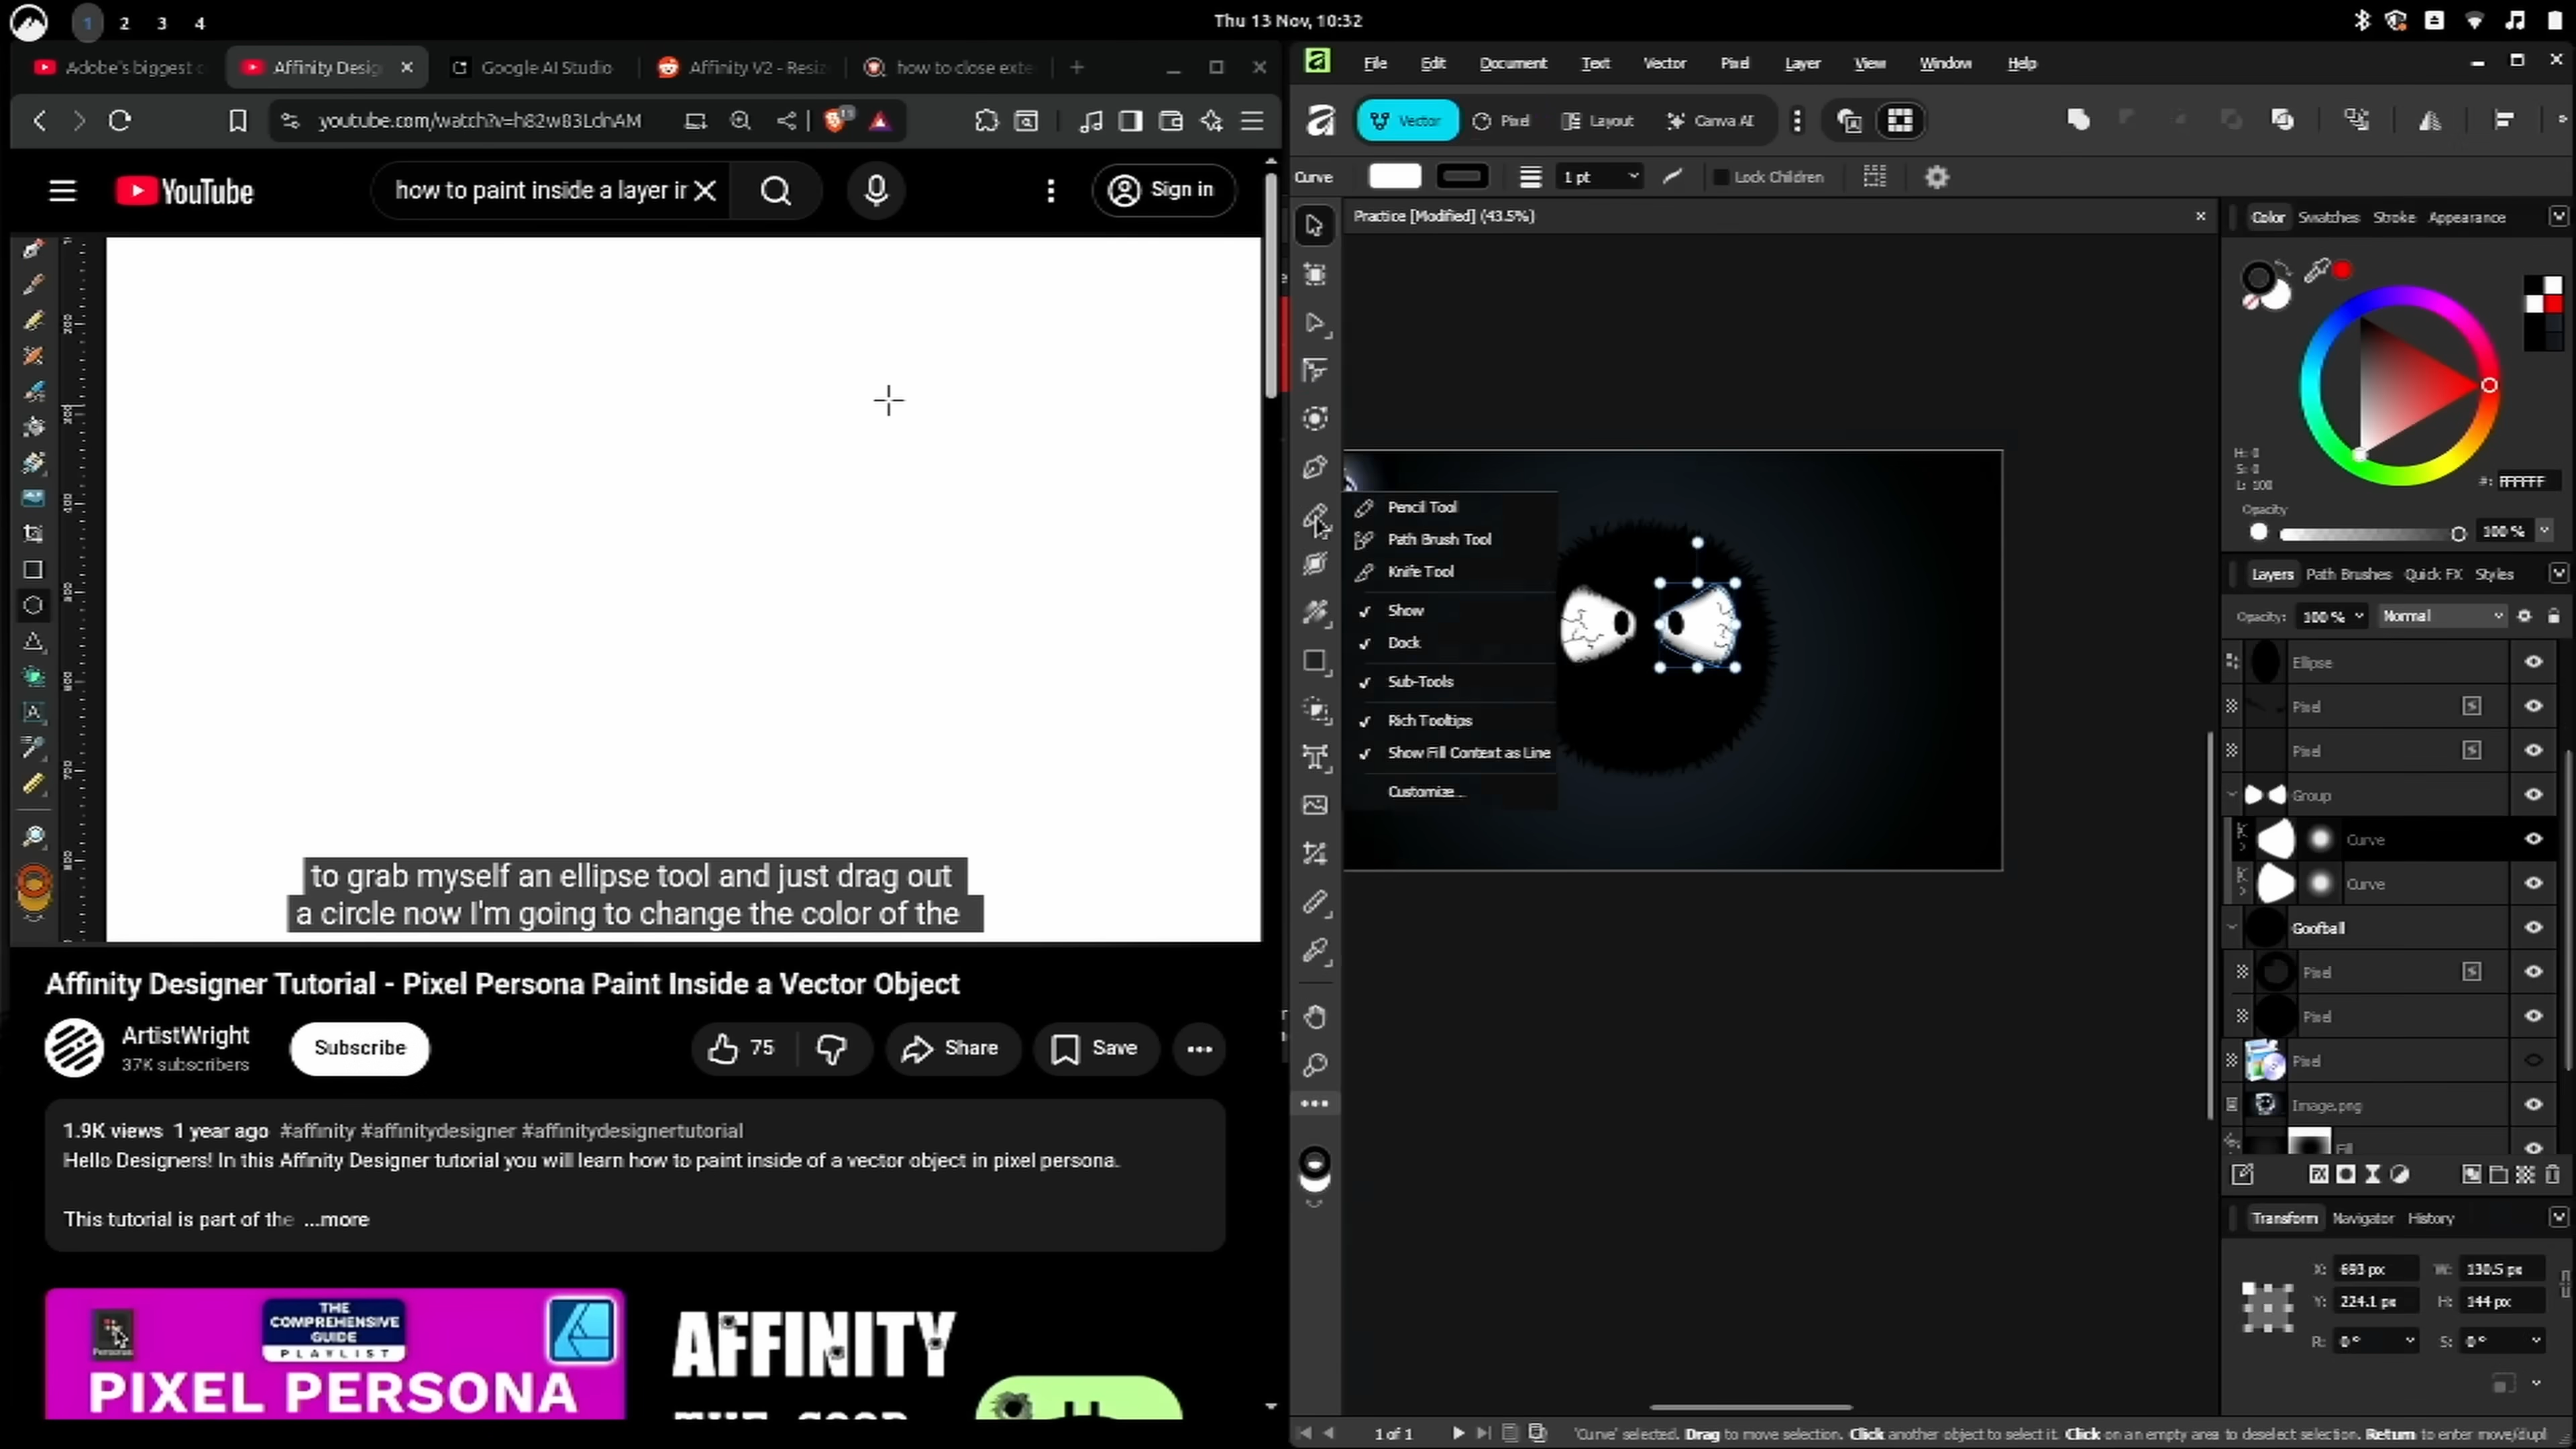 1 2 3 4
Thu 13 Nov, 10:32
Adobe's biggest c
Affinity Desig
Google AI Studio
Affinity V2 - Resiz
how to close exte
youtube.com/watch?v=h82w83LdnAM
YouTube
how to paint inside a layer ir
Sign in
to grab myself an ellipse tool and just drag out
a circle now I'm going to change the color of the
Affinity Designer Tutorial - Pixel Persona Paint Inside a Vector Object
ArtistWright
37K subscribers
Subscribe
75
Share
Save
1.9K views 1 year ago #affinity #affinitydesigner #affinitydesignertutorial
Hello Designers! In this Affinity Designer tutorial you will learn how to paint inside of a vector object in pixel persona.
This tutorial is part of the ...more
THE
COMPREHENSIVE
GUIDE
PLAYLIST
PIXEL PERSONA
AFFINITY
File Edit Document Text Vector Pixel Layer View Window Help
Vector Pixel Layout Canva AI
Curve
1 pt
Lock Children
Practice [Modified] (43.5%)
Pencil Tool
Path Brush Tool
Knife Tool
Show
Dock
Sub-Tools
Rich Tooltips
Show Fill Context as Line
Customize...
Color Swatches Stroke Appearance
H: 0
S: 0
L: 100
#: FFFFFF
Opacity
100 %
Layers Path Brushes Quick FX Styles
Opacity: 100 % Normal
Ellipse
Pixel
Pixel
Group
Curve
Curve
Goofball
Pixel
Pixel
Pixel
Image.png
Fill
Transform Navigator History
X: 693 px W: 130.5 px
Y: 224.1 px H: 144 px
R: 0° S: 0°
1 of 1
'Curve' selected. Drag to move selection. Click another object to select it. Click on an empty area to deselect selection. Return to enter move/dupl